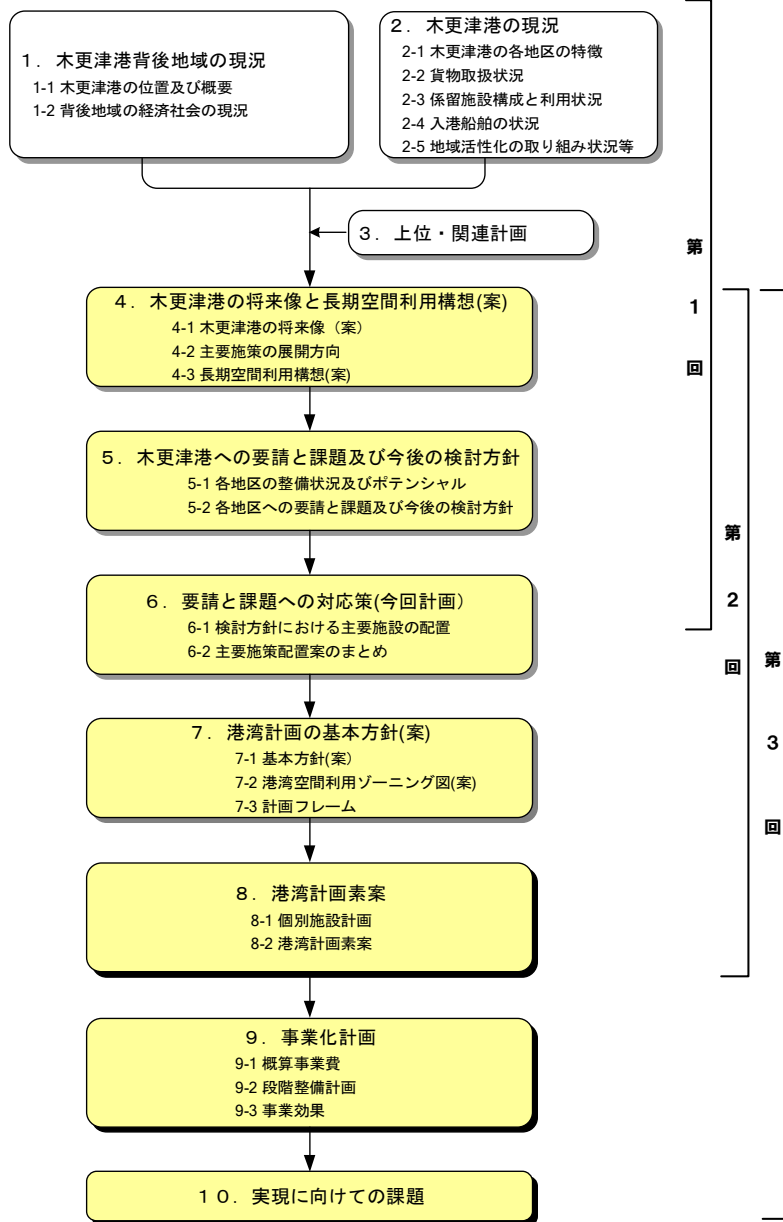 1．木更津港背後地域の現況
1-1 木更津港の位置及び概要
1-2 背後地域の経済社会の現況
2．木更津港の現況
2-1 木更津港の各地区の特徴
2-2 貨物取扱状況
2-3 係留施設構成と利用状況
2-4 入港船舶の状況
2-5 地域活性化の取り組み状況等
3．上位・関連計画
4．木更津港の将来像と長期空間利用構想(案)
4-1 木更津港の将来像（案）
4-2 主要施策の展開方向
4-3 長期空間利用構想(案)
5．木更津港への要請と課題及び今後の検討方針
5-1 各地区の整備状況及びポテンシャル
5-2 各地区への要請と課題及び今後の検討方針
6．要請と課題への対応策(今回計画）
6-1 検討方針における主要施設の配置
6-2 主要施策配置案のまとめ
7．港湾計画の基本方針(案)
7-1 基本方針(案）
7-2 港湾空間利用ゾーニング図(案)
7-3 計画フレーム
8．港湾計画素案
8-1 個別施設計画
8-2 港湾計画素案
9．事業化計画
9-1 概算事業費
9-2 段階整備計画
9-3 事業効果
１０．実現に向けての課題
第1回
第2回
第3回